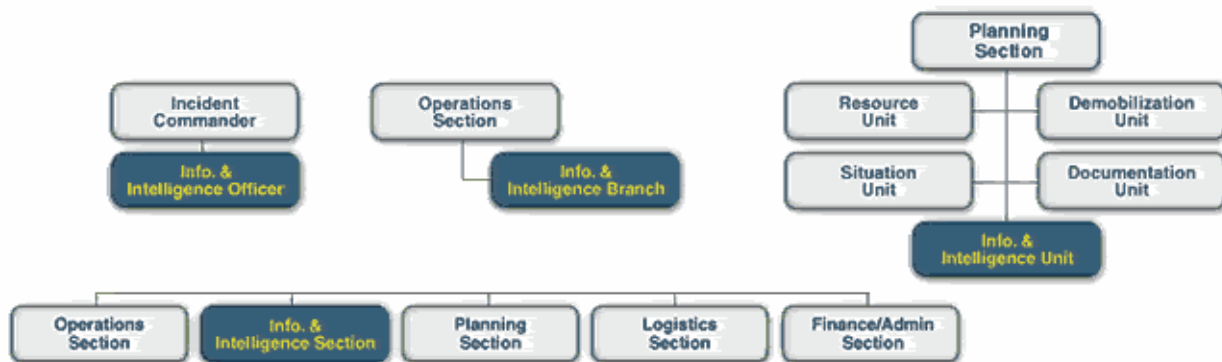 Planning
Section
Incident
Commander
Operations
Section
Resource
Unit
Demobilization
Unit
Info. &
Intelligence Officer
Info. &
Intelligence Branch
Situation
Unit
Documentation
Unit
Info. &
Intelligence Unit
Operations
Section
Info. &
Intelligence Section
Planning
Section
Logistics
Section
Finance/Admin
Section